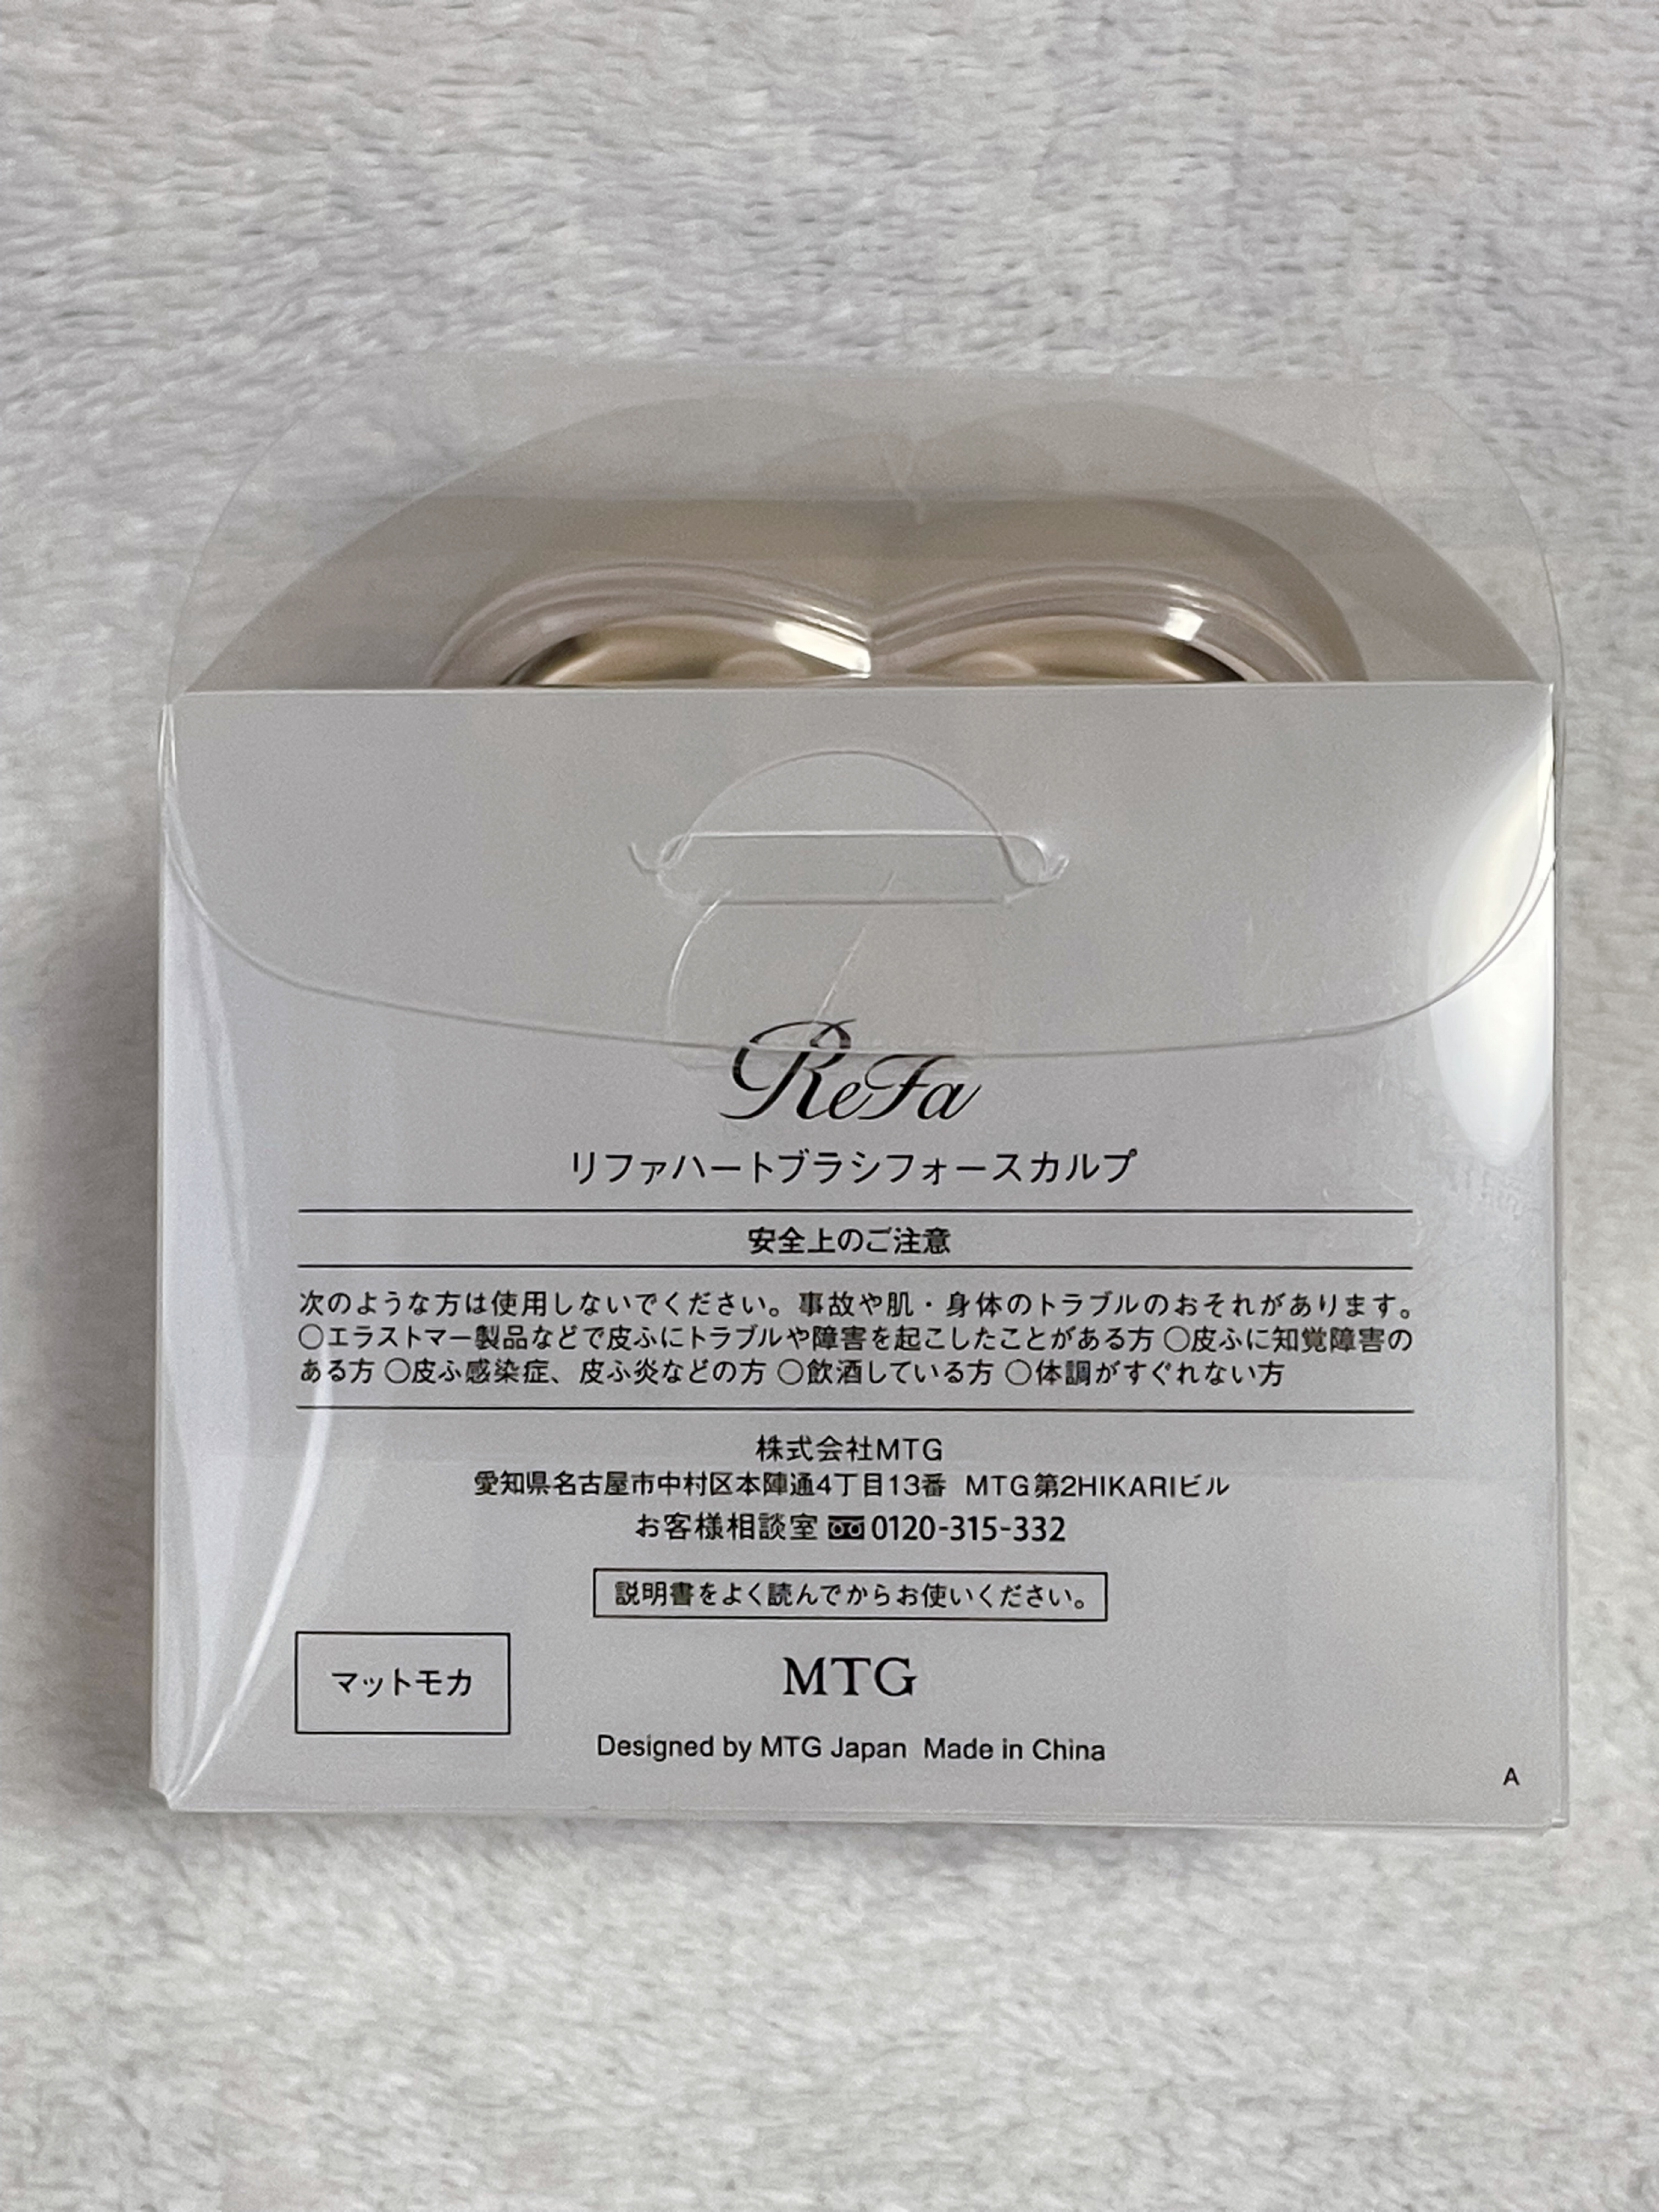 ReFa
リファハートブラシフォースカルプ
安全上のご注意
次のような方は使用しないでください。事故や肌・身体のトラブルのおそれがあります。
○エラストマー製品などで皮ふにトラブルや障害を起こしたことがある方 ○皮ふに知覚障害の
ある方 ○皮ふ感染症、皮ふ炎などの方 ○飲酒している方 ○体調がすぐれない方
株式会社MTG
愛知県名古屋市中村区本陣通4丁目13番 MTG第2HIKARIビル
お客様相談室 0120-315-332
説明書をよく読んでからお使いください。
マットモカ
MTG
Designed by MTG Japan Made in China
A